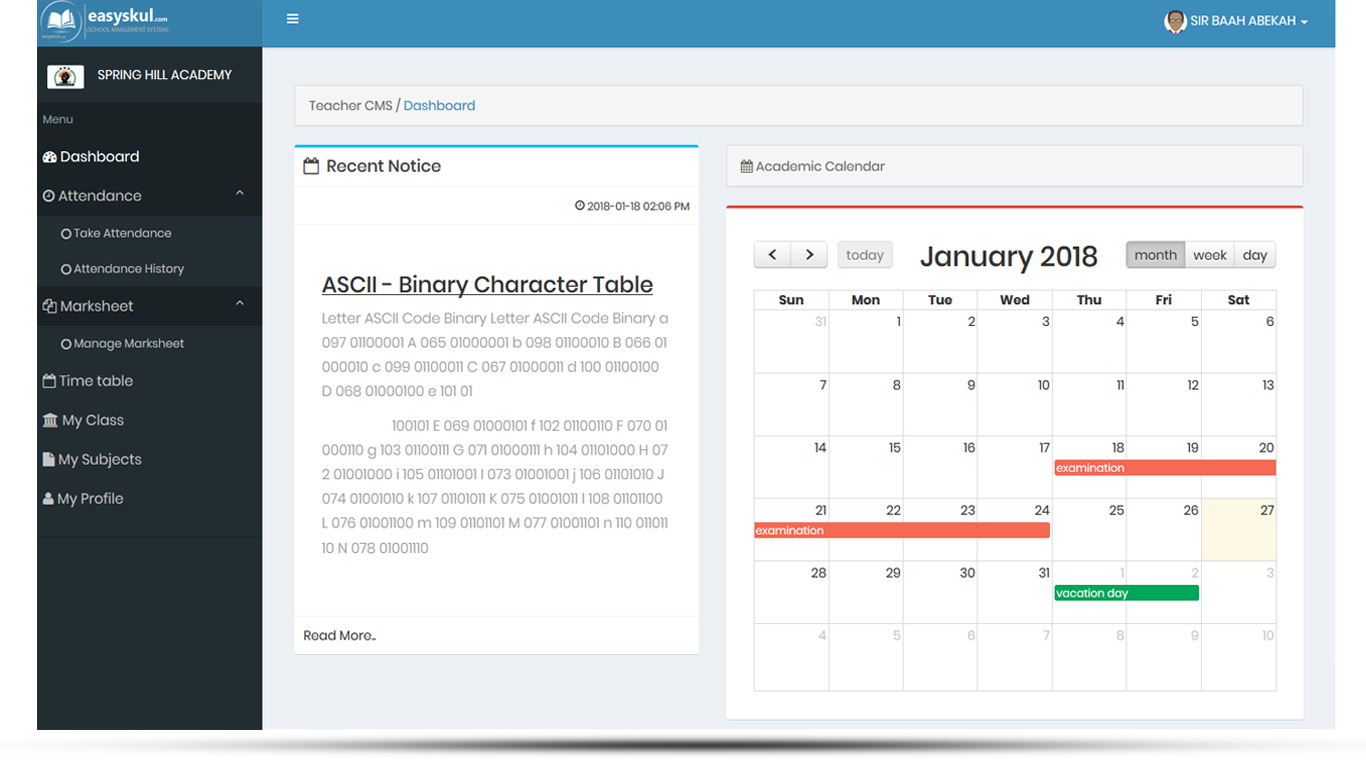 easyskul.com
(SCHOOL MANGEMENT SYSTEM)
SIR BAAH ABEKAH
SPRING HILL ACADEMY
Menu
Dashboard
Attendance
Take Attendance
Attendance History
Marksheet
Manage Marksheet
Time table
My Class
My Subjects
My Profile
Teacher CMS / Dashboard
Recent Notice
2018-01-18 02:06 PM
ASCII - Binary Character Table
Letter ASCII Code Binary Letter ASCII Code Binary a
097 01100001 A 065 01000001 b 098 01100010 B 066 01
000010 c 099 01100011 C 067 01000011 d 100 01100100
D 068 01000100 e 101 01
100101 E 069 01000101 f 102 01100110 F 070 01
000110 g 103 01100111 G 071 01000111 h 104 01101000 H 07
2 01001000 i 105 01101001 I 073 01001001 j 106 01101010 J
074 01001010 k 107 01101011 K 075 01001011 l 108 01101100
L 076 01001100 m 109 01101101 M 077 01001101 n 110 011011
10 N 078 01001110
Read More..
Academic Calendar
< > today January 2018 month week day
Sun Mon Tue Wed Thu Fri Sat
31 1 2 3 4 5 6
7 8 9 10 11 12 13
14 15 16 17 18 19 20
examination
21 22 23 24 25 26 27
examination
28 29 30 31 1 2 3
vacation day
4 5 6 7 8 9 10